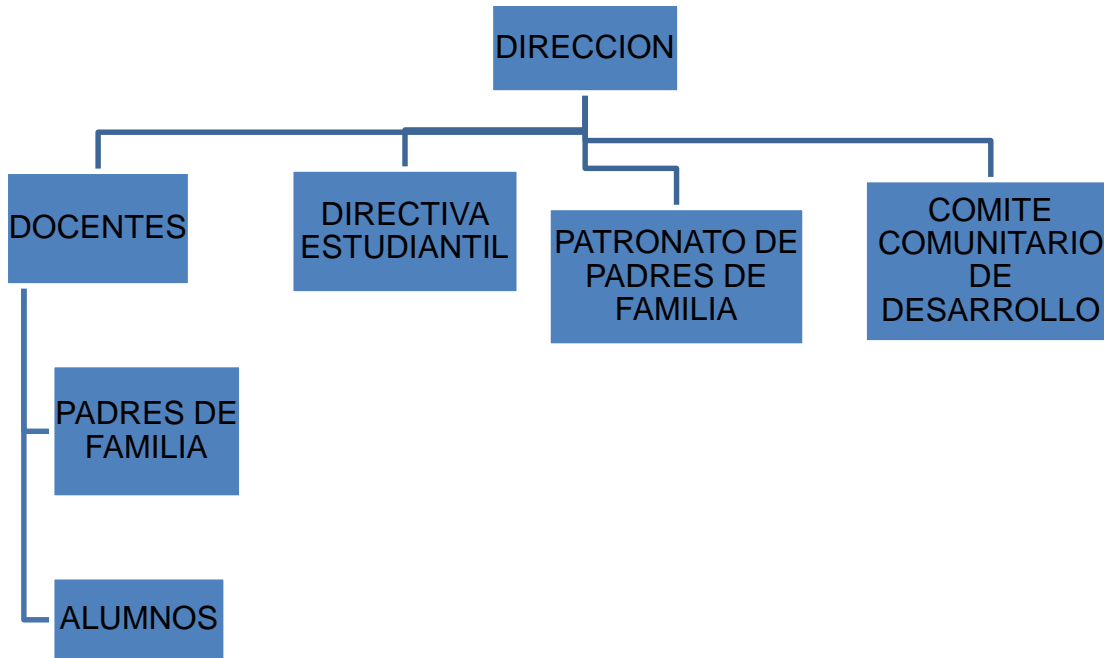 DIRECCION
DOCENTES
DIRECTIVA
ESTUDIANTIL
PATRONATO DE
PADRES DE
FAMILIA
COMITE
COMUNITARIO
DE
DESARROLLO
PADRES DE
FAMILIA
ALUMNOS